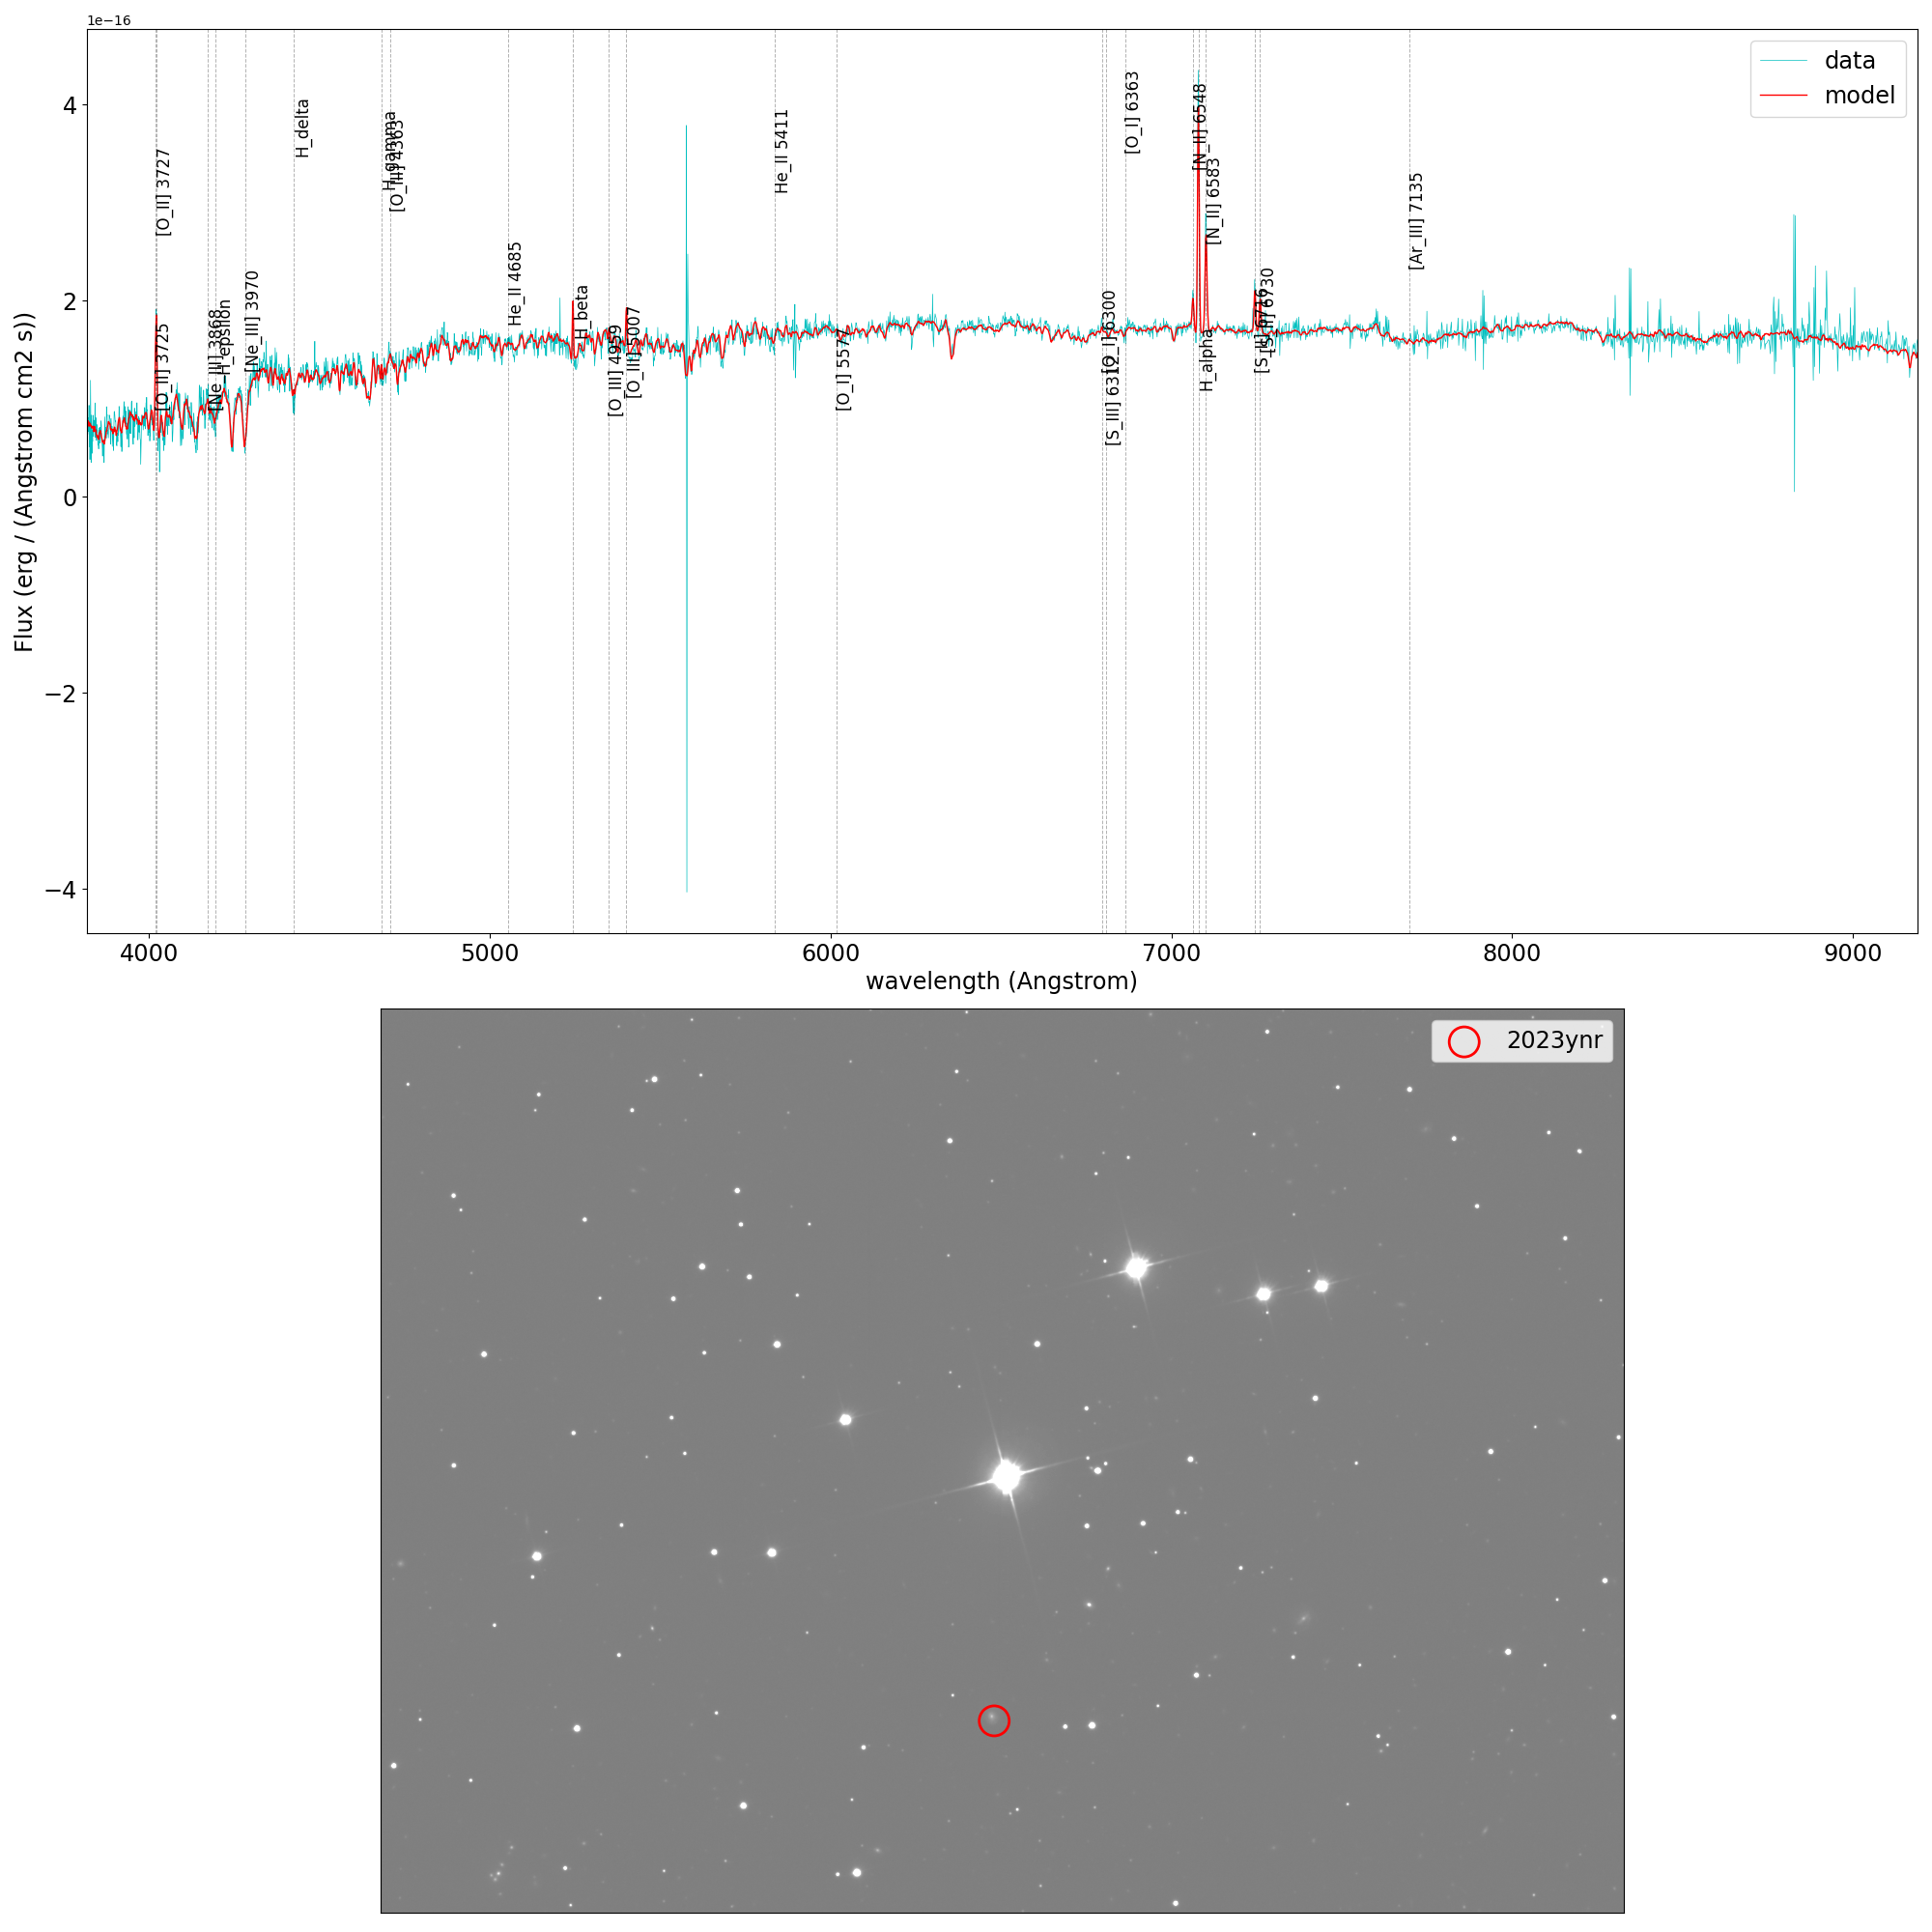 1e−16
data
model
4
2
0
−2
−4
Flux (erg / (Angstrom cm2 s))
[O_II] 3727
[O_II] 3725
[Ne_III] 3868
H_epsilon
[Ne_III] 3970
H_delta
H_gamma
[O_III] 4363
He_II 4685
H_beta
[O_III] 4959
[O_III] 5007
He_II 5411
[O_I] 5577
[O_I] 6300
[S_III] 6312
[O_I] 6363
[N_II] 6548
H_alpha
[N_II] 6583
[S_II] 6716
[S_II] 6730
[Ar_III] 7135
4000 5000 6000 7000 8000 9000
wavelength (Angstrom)
2023ynr